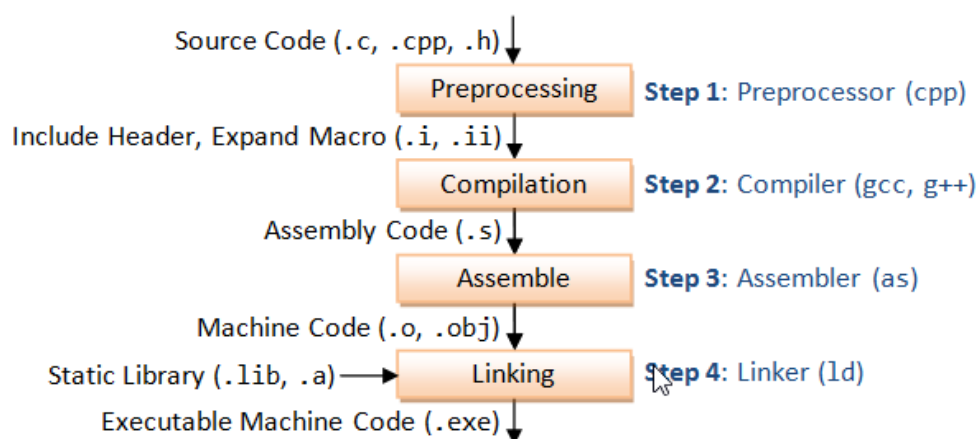 Source Code (.c, .cpp, .h)
Preprocessing
Step 1: Preprocessor (cpp)
Include Header, Expand Macro (.i, .ii)
Compilation
Step 2: Compiler (gcc, g++)
Assembly Code (.s)
Assemble
Step 3: Assembler (as)
Machine Code (.o, .obj)
Static Library (.lib, .a)
Linking
Step 4: Linker (ld)
Executable Machine Code (.exe)